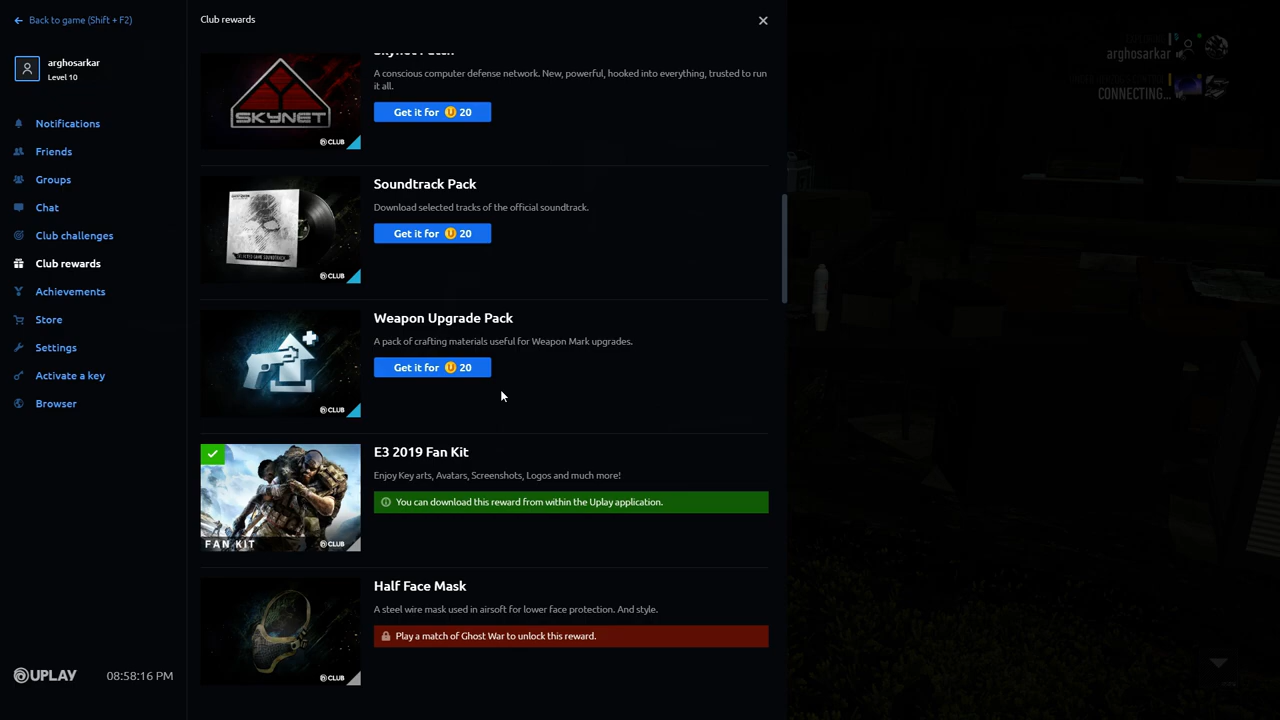 Back to game (Shift + F2)
Club rewards
arghosarkar
Level 10
Notifications
Friends
Groups
Chat
Club challenges
Club rewards
Achievements
Store
Settings
Activate a key
Browser
UPLAY
08:58:16 PM
Skynet Patch
A conscious computer defense network. New, powerful, hooked into everything, trusted to run
it all.
Get it for U 20
SKYNET
CLUB
Soundtrack Pack
Download selected tracks of the official soundtrack.
Get it for U 20
CLUB
Weapon Upgrade Pack
A pack of crafting materials useful for Weapon Mark upgrades.
Get it for U 20
CLUB
E3 2019 Fan Kit
Enjoy Key arts, Avatars, Screenshots, Logos and much more!
You can download this reward from within the Uplay application.
FAN KIT
CLUB
Half Face Mask
A steel wire mask used in airsoft for lower face protection. And style.
Play a match of Ghost War to unlock this reward.
CLUB
arghosarkar
CONNECTING...